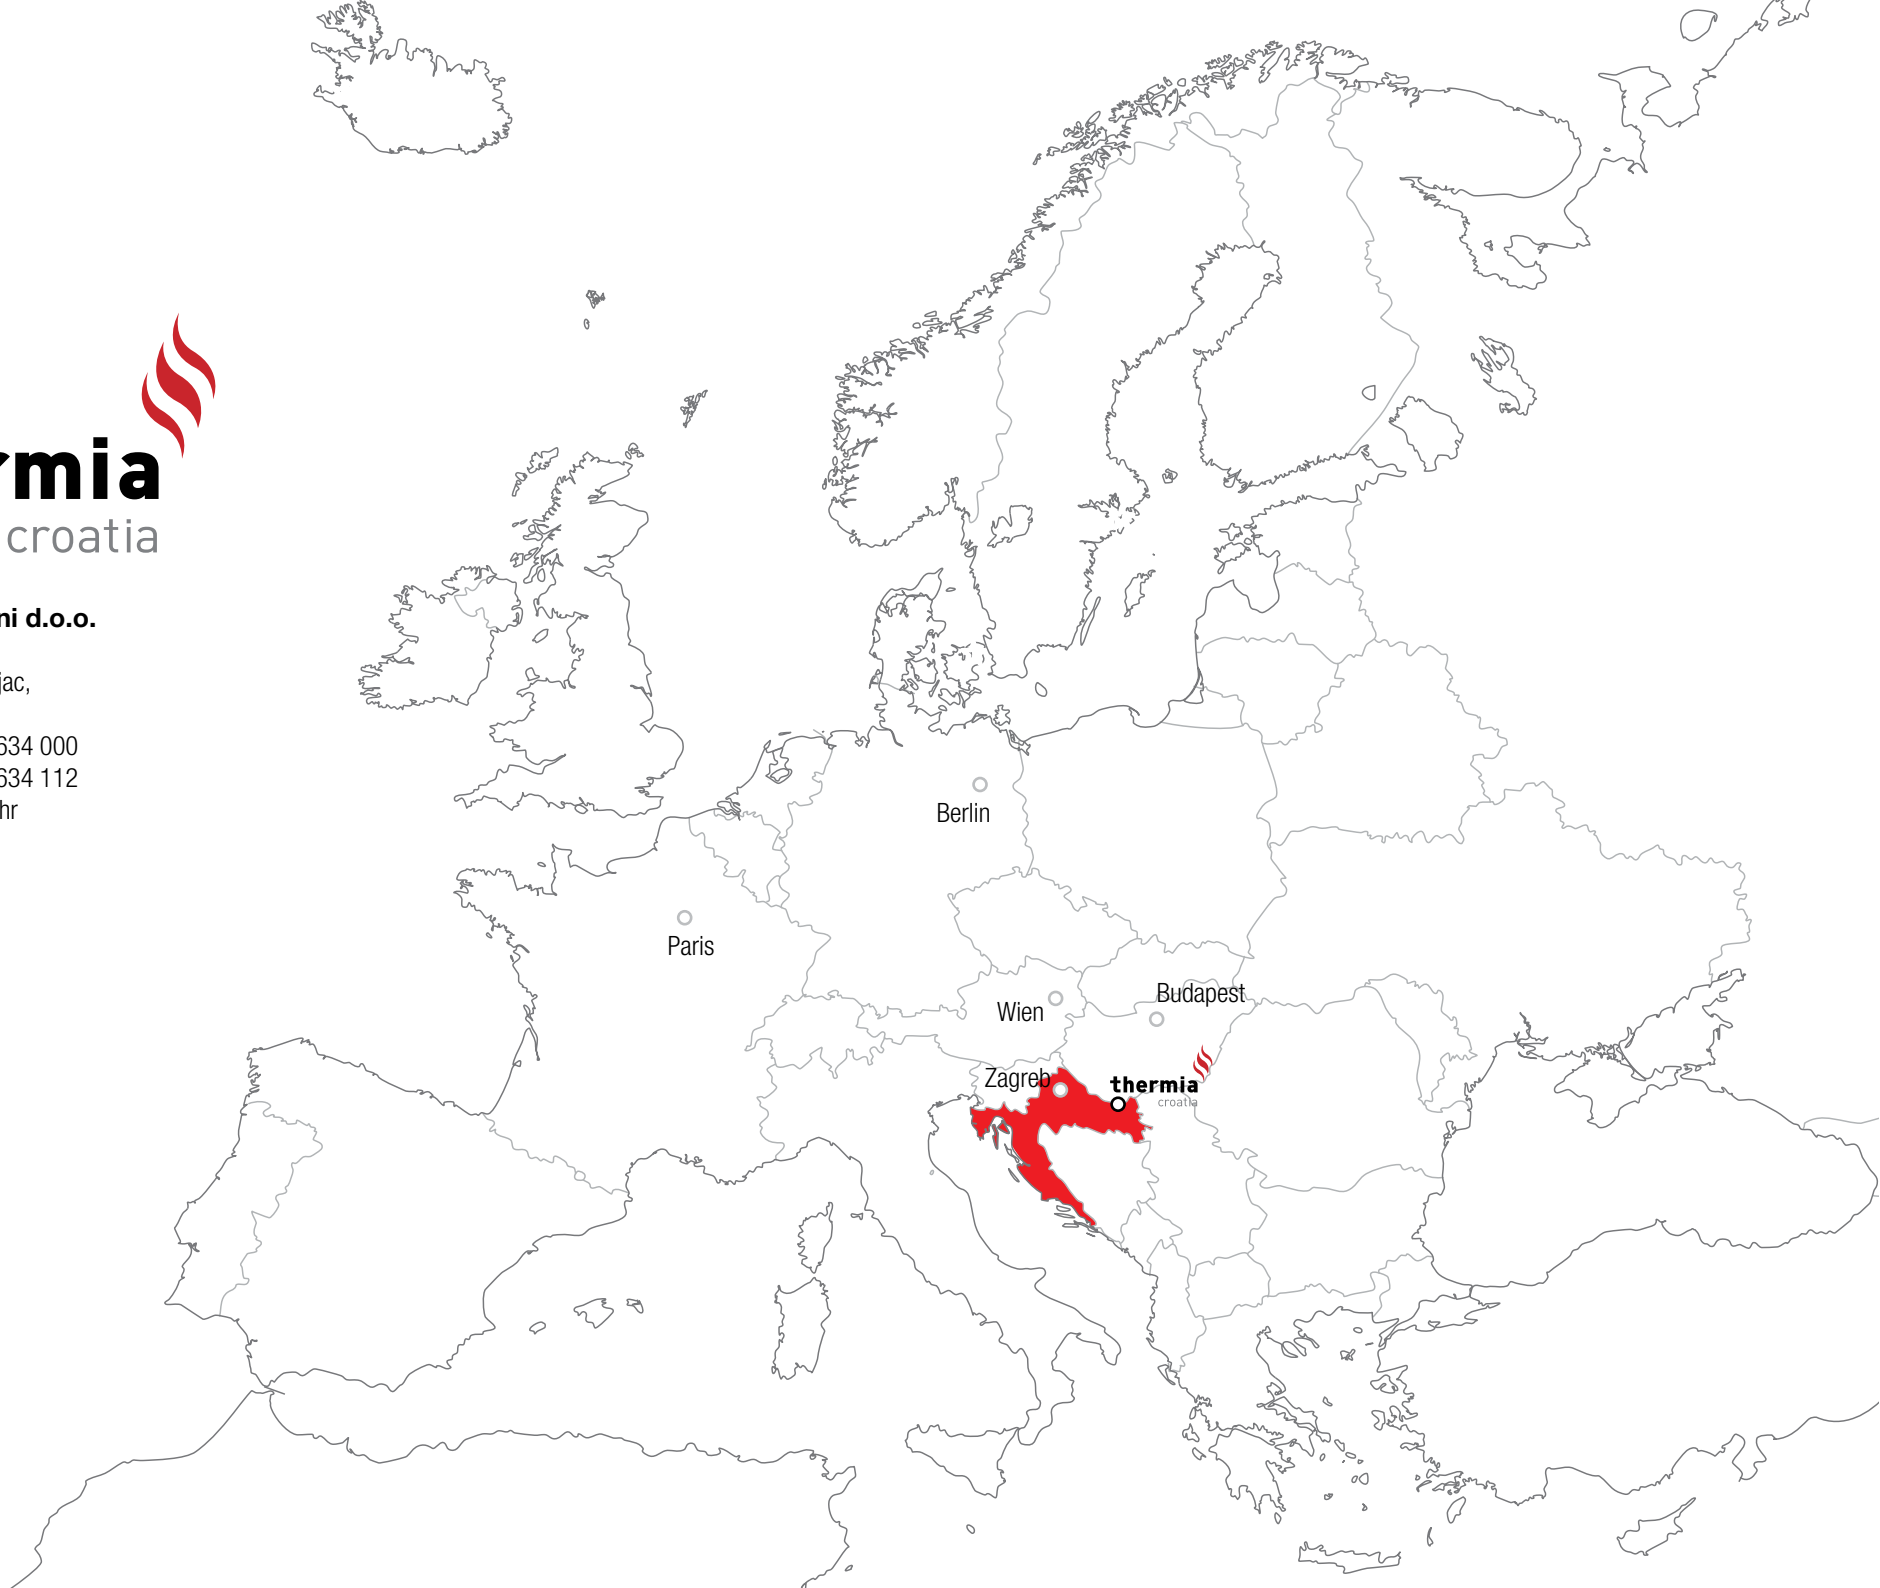 rmia
croatia
ni d.o.o.
jac,
634 000
634 112
hr
Berlin
Paris
Budapest
Wien
Zagreb
thermia
croatia